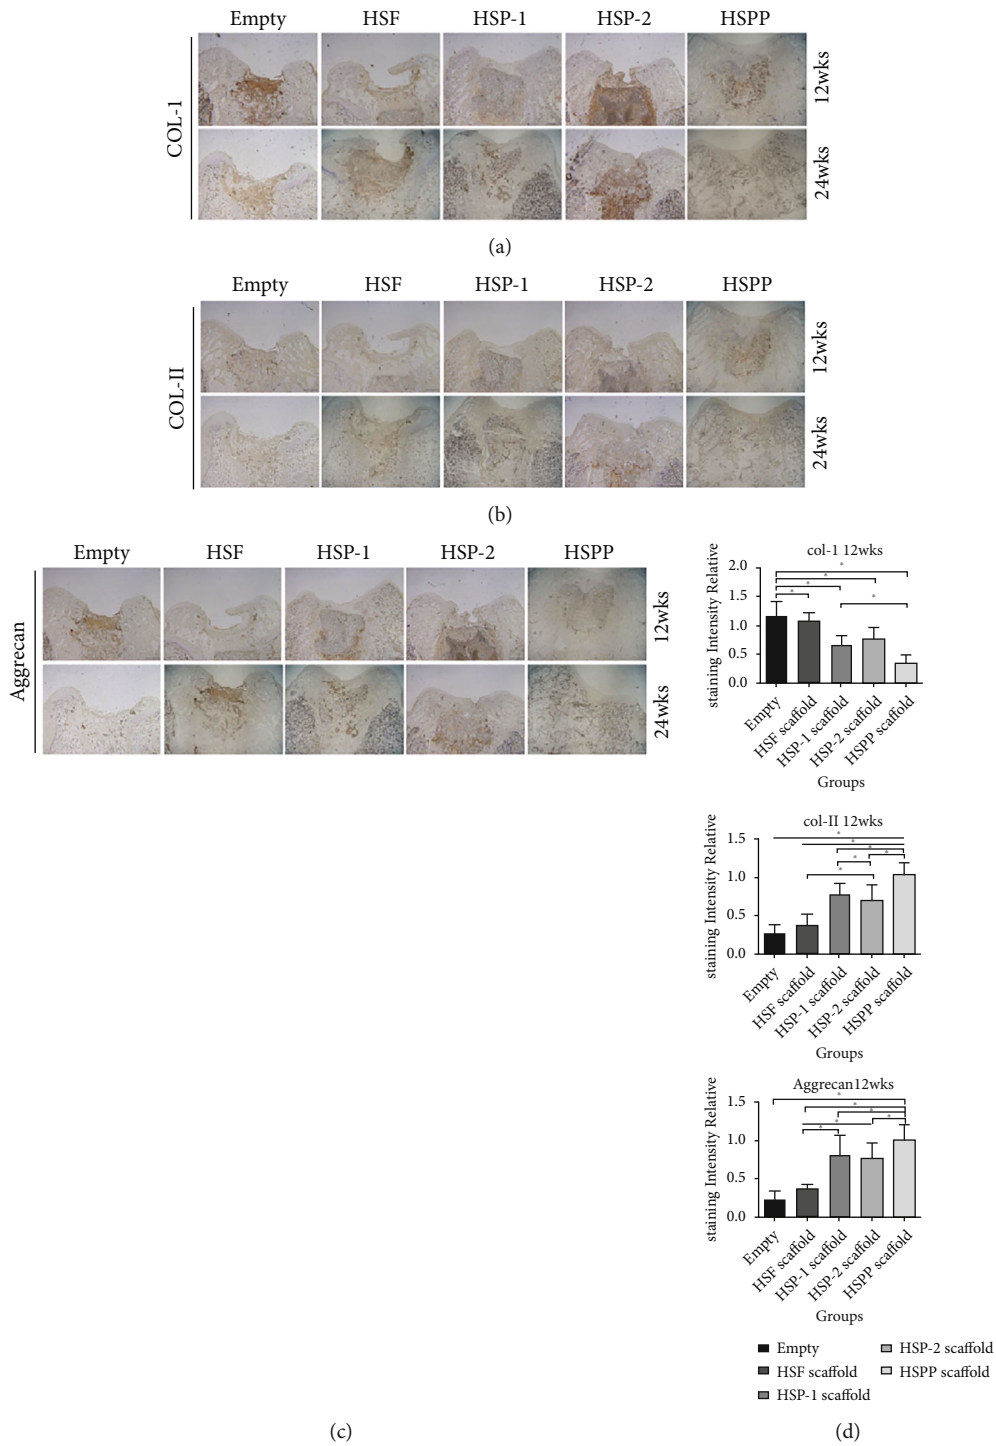 Empty HSF HSP-1 HSP-2 HSPP
COL-1
12wks
24wks
(a)
Empty HSF HSP-1 HSP-2 HSPP
COL-II
12wks
24wks
(b)
Empty HSF HSP-1 HSP-2 HSPP
Aggrecan
12wks
24wks
(c)
col-1 12wks
staining Intensity Relative
2.0
1.5
1.0
0.5
0.0
* * * * *
Empty
HSF scaffold
HSP-1 scaffold
HSP-2 scaffold
HSPP scaffold
Groups
col-II 12wks
staining Intensity Relative
1.5
1.0
0.5
0.0
* * * * * *
Empty
HSF scaffold
HSP-1 scaffold
HSP-2 scaffold
HSPP scaffold
Groups
Aggrecan12wks
staining Intensity Relative
1.5
1.0
0.5
0.0
* * * * * *
Empty
HSF scaffold
HSP-1 scaffold
HSP-2 scaffold
HSPP scaffold
Groups
Empty
HSF scaffold
HSP-1 scaffold
HSP-2 scaffold
HSPP scaffold
(d)